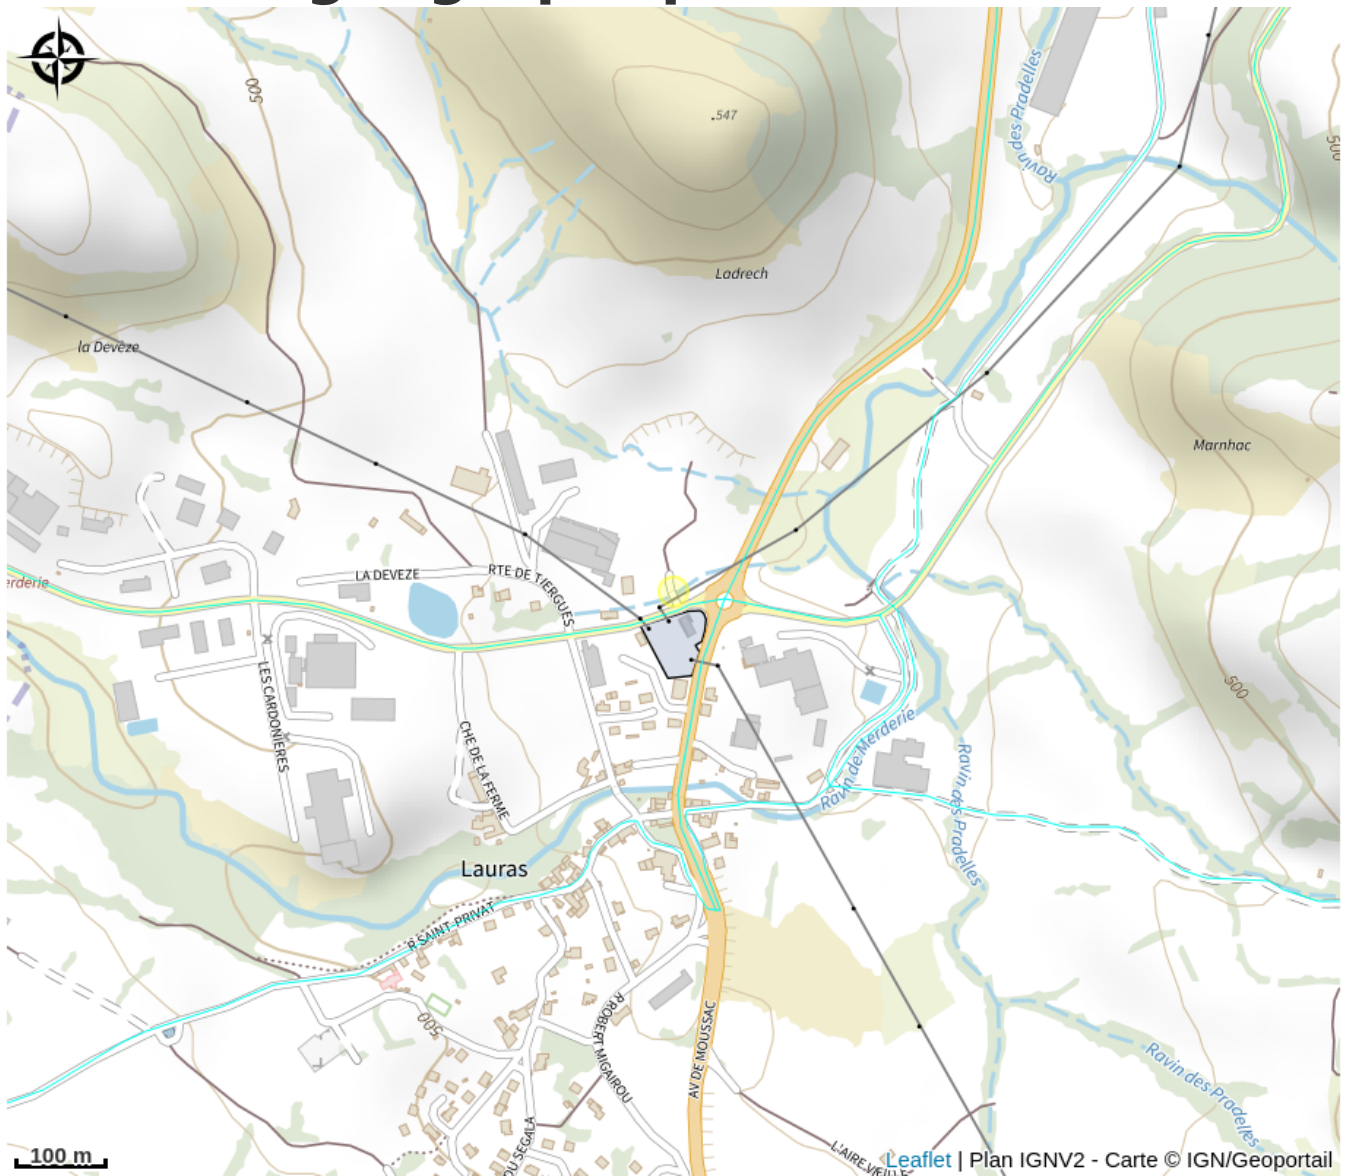 500
Ravin des Pradelles
.547
500
Ladrech
la Devèze
Marnhac
erderie
LA DEVEZE
RTE DE TIERGUES
LES CARDONIERES
500
CHE DE LA FERME
Ravin de Merderie
Ravin des Pradelles
Lauras
R SAINT-PRIVAT
500
R ROBERT MIGAIROU
AV DE MOUSSAC
Ravin des Pradelles
DU SEGALA
L'AIRE VIEILLE
100 m
Leaflet | Plan IGNV2 - Carte © IGN/Geoportail